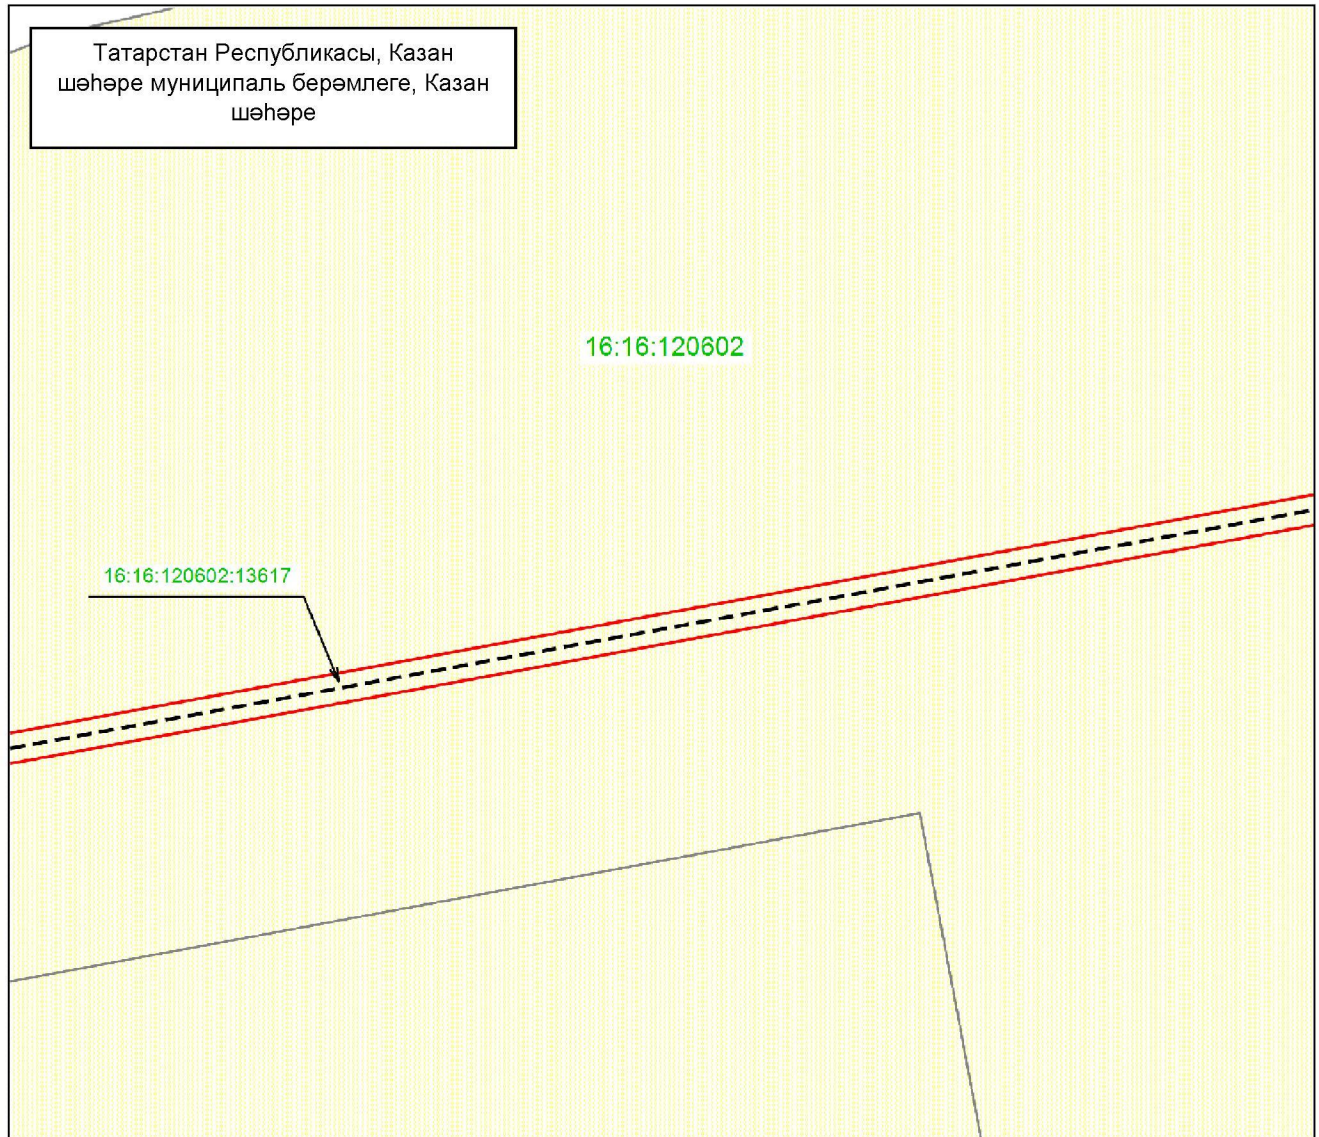 Татарстан Республикасы, Казан
шәһәре муниципаль берәмлеге, Казан
шәһәре
16:16:120602
16:16:120602:13617